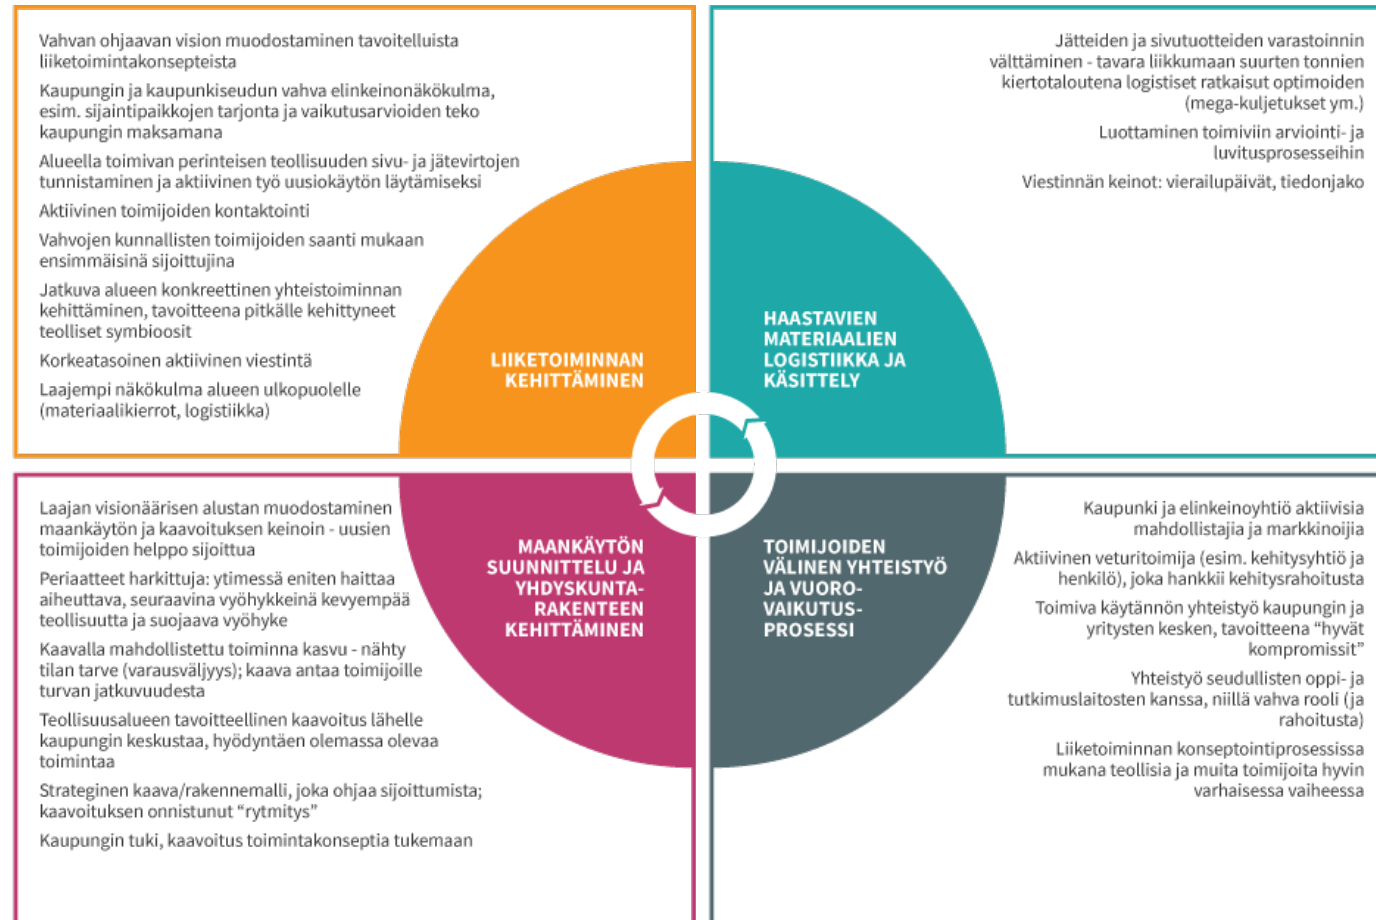 Vahvan ohjaavan vision muodostaminen tavoitelluista
liiketoimintakonsepteista
Kaupungin ja kaupunkiseudun vahva elinkeinonäkökulma,
esim. sijaintipaikkojen tarjonta ja vaikutusarvioiden teko
kaupungin maksamana
Alueella toimivan perinteisen teollisuuden sivu- ja jätevirtojen
tunnistaminen ja aktiivinen työ uusiokäytön löytämiseksi
Aktiivinen toimijoiden kontaktointi
Vahvojen kunnallisten toimijoiden saanti mukaan
ensimmäisinä sijoittujina
Jatkuva alueen konkreettinen yhteistoiminnan
kehittäminen, tavoitteena pitkälle kehittyneet
teolliset symbioosit
Korkeatasoinen aktiivinen viestintä
Laajempi näkökulma alueen ulkopuolelle
(materiaalikierrot, logistiikka)
LIIKETOIMINNAN
KEHITTÄMINEN
Jätteiden ja sivutuotteiden varastoinnin
välttäminen - tavara liikkumaan suurten tonnien
kiertotaloutena logistiset ratkaisut optimoiden
(mega-kuljetukset ym.)
Luottaminen toimiviin arviointi- ja
luvitusprosesseihin
Viestinnän keinot: vierailupäivät, tiedonjako
HAASTAVIEN
MATERIAALIEN
LOGISTIIKKA JA
KÄSITTELY
Laajan visionäärisen alustan muodostaminen
maankäytön ja kaavoituksen keinoin - uusien
toimijoiden helppo sijoittua
Periaatteet harkittuja: ytimessä eniten haittaa
aiheuttava, seuraavina vyöhykkeinä kevyempää
teollisuutta ja suojaava vyöhyke
Kaavalla mahdollistettu toiminna kasvu - nähty
tilan tarve (varausväljyys); kaava antaa toimijoille
turvan jatkuvuudesta
Teollisuusalueen tavoitteellinen kaavoitus lähelle
kaupungin keskustaa, hyödyntäen olemassa olevaa
toimintaa
Strateginen kaava/rakennemalli, joka ohjaa sijoittumista;
kaavoituksen onnistunut “rytmitys”
Kaupungin tuki, kaavoitus toimintakonseptia tukemaan
MAANKÄYTÖN
SUUNNITTELU JA
YHDYSKUNTA-
RAKENTEEN
KEHITTÄMINEN
TOIMIJOIDEN
VÄLINEN YHTEISTYÖ
JA VUORO-
VAIKUTUS-
PROSESSI
Kaupunki ja elinkeinoyhtiö aktiivisia
mahdollistajia ja markkinoijia
Aktiivinen veturitoimija (esim. kehitysyhtiö ja
henkilö), joka hankkii kehitysrahoitusta
Toimiva käytännön yhteistyö kaupungin ja
yritysten kesken, tavoitteena “hyvät
kompromissit”
Yhteistyö seudullisten oppi- ja
tutkimuslaitosten kanssa, niillä vahva rooli (ja
rahoitusta)
Liiketoiminnan konseptointiprosessissa
mukana teollisia ja muita toimijoita hyvin
varhaisessa vaiheessa